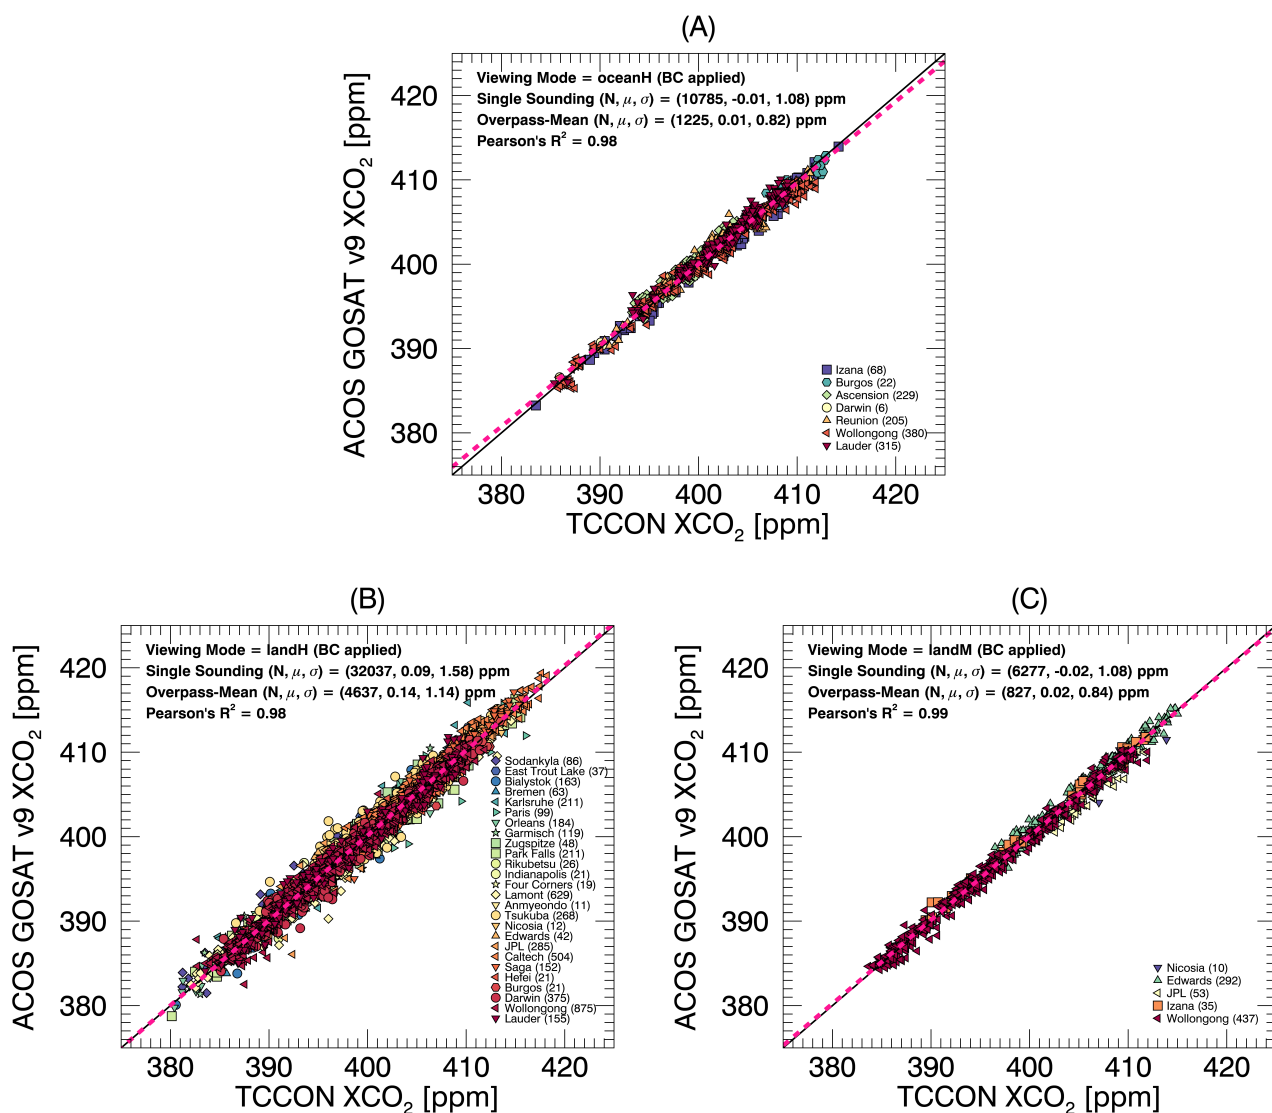 (A)
Viewing Mode = oceanH (BC applied)
Single Sounding (N, μ, σ) = (10785, -0.01, 1.08) ppm
Overpass-Mean (N, μ, σ) = (1225, 0.01, 0.82) ppm
Pearson's R² = 0.98
ACOS GOSAT v9 XCO₂ [ppm]
420
410
400
390
380
Izana (68)
Burgos (22)
Ascension (229)
Darwin (6)
Reunion (205)
Wollongong (380)
Lauder (315)
380 390 400 410 420
TCCON XCO₂ [ppm]
(B)
Viewing Mode = landH (BC applied)
Single Sounding (N, μ, σ) = (32037, 0.09, 1.58) ppm
Overpass-Mean (N, μ, σ) = (4637, 0.14, 1.14) ppm
Pearson's R² = 0.98
ACOS GOSAT v9 XCO₂ [ppm]
420
410
400
390
380
Sodankyla (86)
East Trout Lake (37)
Bialystok (163)
Bremen (63)
Karlsruhe (211)
Paris (99)
Orleans (184)
Garmisch (119)
Zugspitze (48)
Park Falls (211)
Rikubetsu (26)
Indianapolis (21)
Four Corners (19)
Lamont (629)
Anmyeondo (11)
Tsukuba (268)
Nicosia (12)
Edwards (42)
JPL (285)
Caltech (504)
Saga (152)
Hefei (21)
Burgos (21)
Darwin (375)
Wollongong (875)
Lauder (155)
380 390 400 410 420
TCCON XCO₂ [ppm]
(C)
Viewing Mode = landM (BC applied)
Single Sounding (N, μ, σ) = (6277, -0.02, 1.08) ppm
Overpass-Mean (N, μ, σ) = (827, 0.02, 0.84) ppm
Pearson's R² = 0.99
ACOS GOSAT v9 XCO₂ [ppm]
420
410
400
390
380
Nicosia (10)
Edwards (292)
JPL (53)
Izana (35)
Wollongong (437)
380 390 400 410 420
TCCON XCO₂ [ppm]